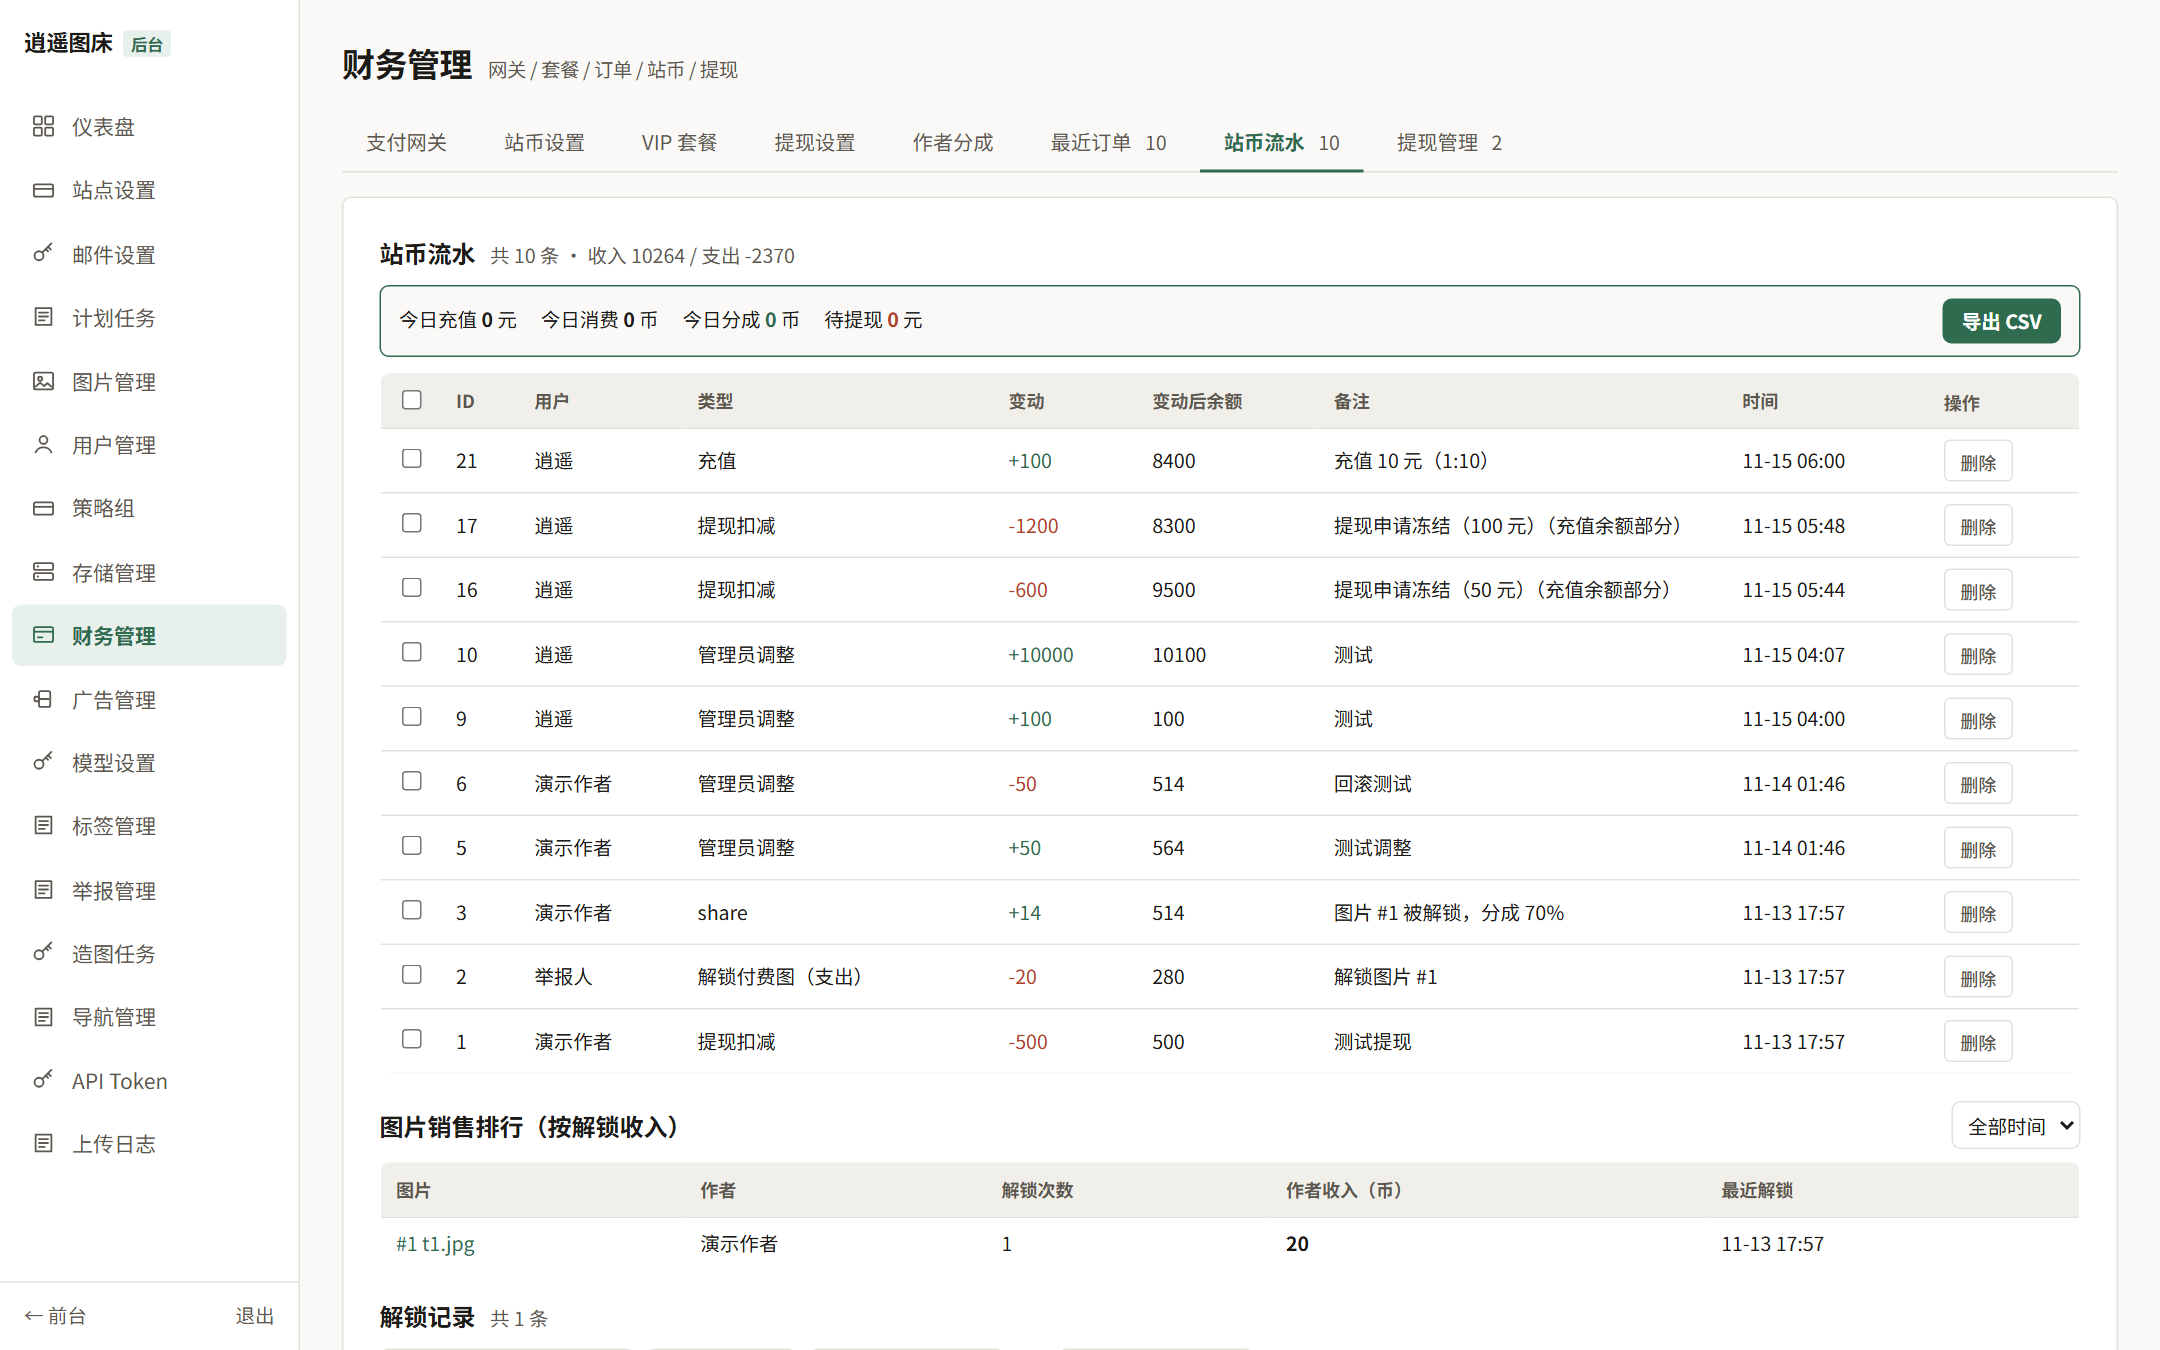 逍遥图床 后台
仪表盘
站点设置
邮件设置
计划任务
图片管理
用户管理
策略组
存储管理
财务管理
广告管理
模型设置
标签管理
举报管理
造图任务
导航管理
API Token
上传日志
← 前台 退出
财务管理 网关 / 套餐 / 订单 / 站币 / 提现
支付网关 站币设置 VIP 套餐 提现设置 作者分成 最近订单 10 站币流水 10 提现管理 2
站币流水 共 10 条 · 收入 10264 / 支出 -2370
今日充值 0 元 今日消费 0 币 今日分成 0 币 待提现 0 元 导出 CSV
ID 用户 类型 变动 变动后余额 备注 时间 操作
21 逍遥 充值 +100 8400 充值 10 元（1:10） 11-15 06:00 删除
17 逍遥 提现扣减 -1200 8300 提现申请冻结（100 元）（充值余额部分） 11-15 05:48 删除
16 逍遥 提现扣减 -600 9500 提现申请冻结（50 元）（充值余额部分） 11-15 05:44 删除
10 逍遥 管理员调整 +10000 10100 测试 11-15 04:07 删除
9 逍遥 管理员调整 +100 100 测试 11-15 04:00 删除
6 演示作者 管理员调整 -50 514 回滚测试 11-14 01:46 删除
5 演示作者 管理员调整 +50 564 测试调整 11-14 01:46 删除
3 演示作者 share +14 514 图片 #1 被解锁，分成 70% 11-13 17:57 删除
2 举报人 解锁付费图（支出） -20 280 解锁图片 #1 11-13 17:57 删除
1 演示作者 提现扣减 -500 500 测试提现 11-13 17:57 删除
图片销售排行（按解锁收入） 全部时间
图片 作者 解锁次数 作者收入（币） 最近解锁
#1 t1.jpg 演示作者 1 20 11-13 17:57
解锁记录 共 1 条